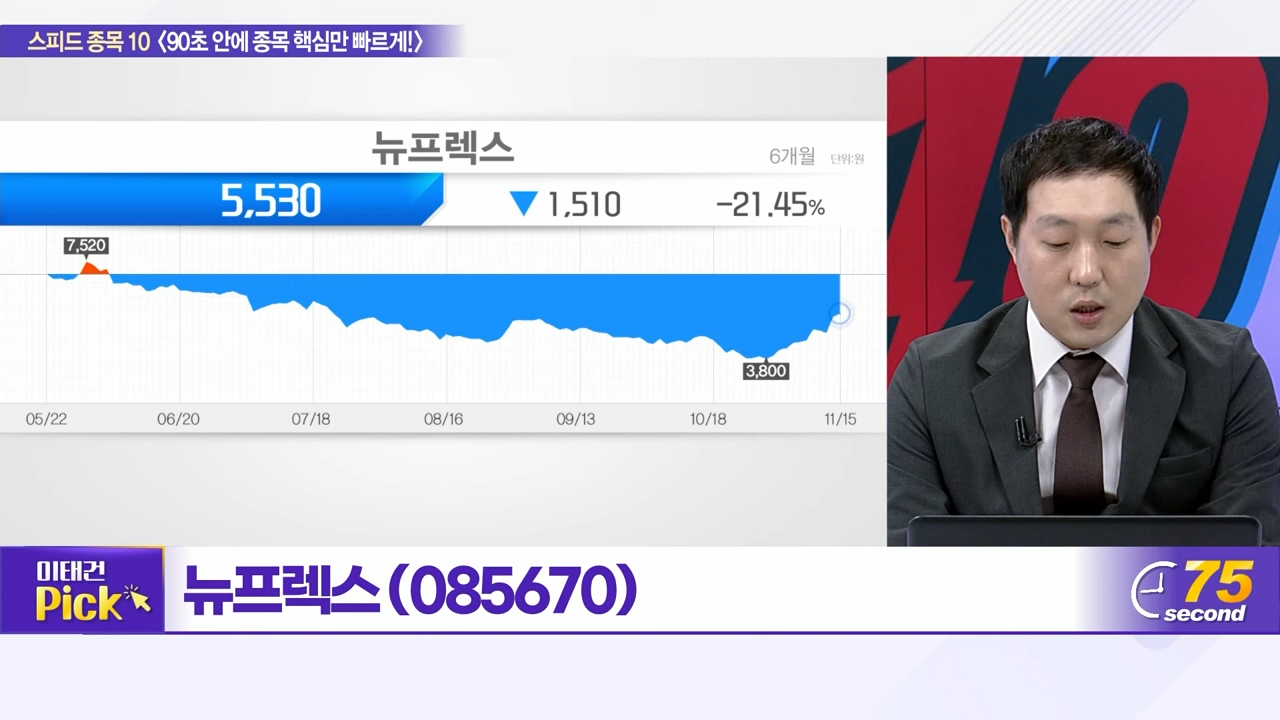 스피드 종목 10 〈90초 안에 종목 핵심만 빠르게!〉
뉴프렉스
6개월 단위:원
5,530 ▼ 1,510 -21.45%
7,520
3,800
05/22 06/20 07/18 08/16 09/13 10/18 11/15
이태건
Pick
뉴프렉스(085670)
75
second
10